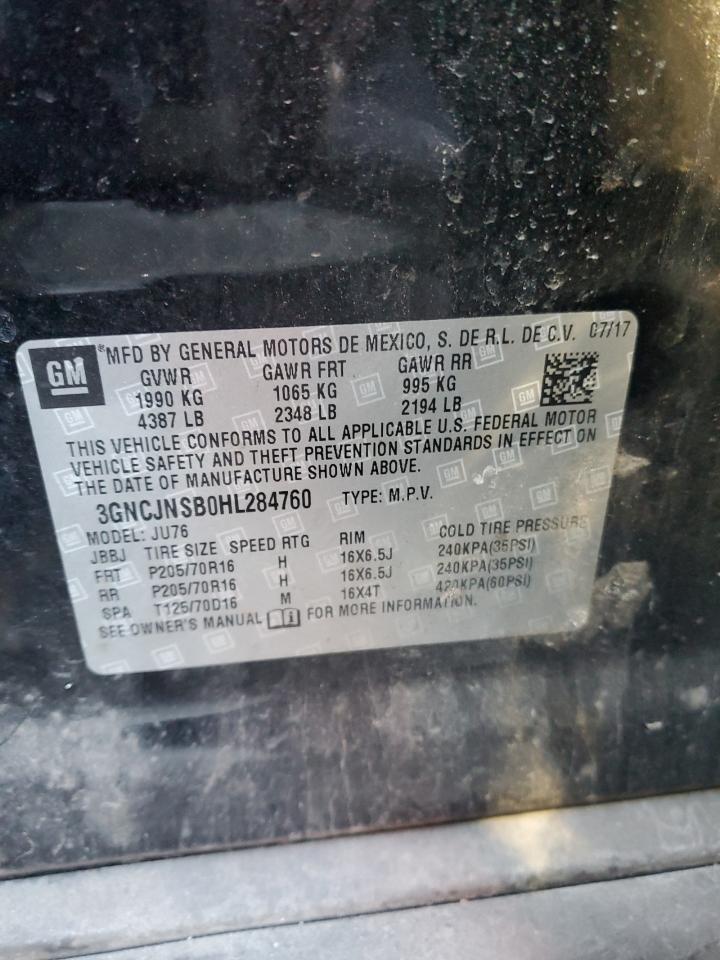 GM
®MFD BY GENERAL MOTORS DE MEXICO, S. DE R.L. DE C.V. 07/17
GVWR GAWR FRT GAWR RR
1990 KG 1065 KG 995 KG
4387 LB 2348 LB 2194 LB
THIS VEHICLE CONFORMS TO ALL APPLICABLE U.S. FEDERAL MOTOR
VEHICLE SAFETY AND THEFT PREVENTION STANDARDS IN EFFECT ON
THE DATE OF MANUFACTURE SHOWN ABOVE.
3GNCJNSB0HL284760 TYPE: M.P.V.
MODEL: JU76
JBBJ TIRE SIZE SPEED RTG RIM COLD TIRE PRESSURE
FRT P205/70R16 H 16X6.5J 240KPA(35PSI)
RR P205/70R16 H 16X6.5J 240KPA(35PSI)
SPA T125/70D16 M 16X4T 420KPA(60PSI)
SEE OWNER'S MANUAL FOR MORE INFORMATION.